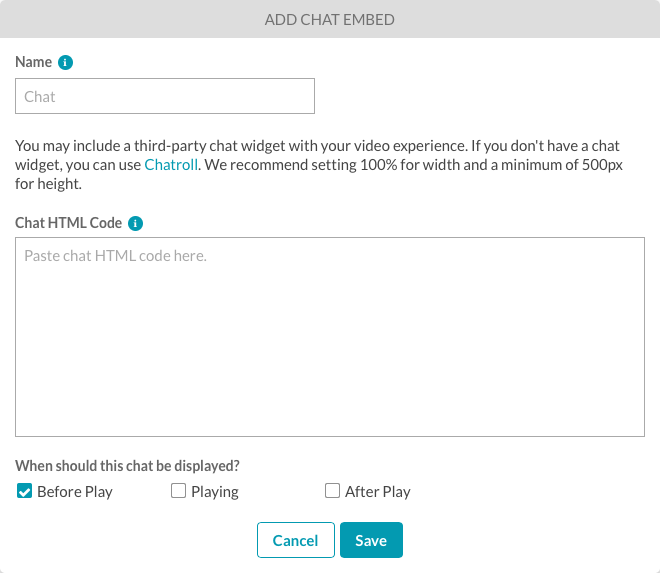 ADD CHAT EMBED
Name i
Chat
You may include a third-party chat widget with your video experience. If you don't have a chat
widget, you can use Chatroll. We recommend setting 100% for width and a minimum of 500px
for height.
Chat HTML Code i
Paste chat HTML code here.
When should this chat be displayed?
Before Play Playing After Play
Cancel Save